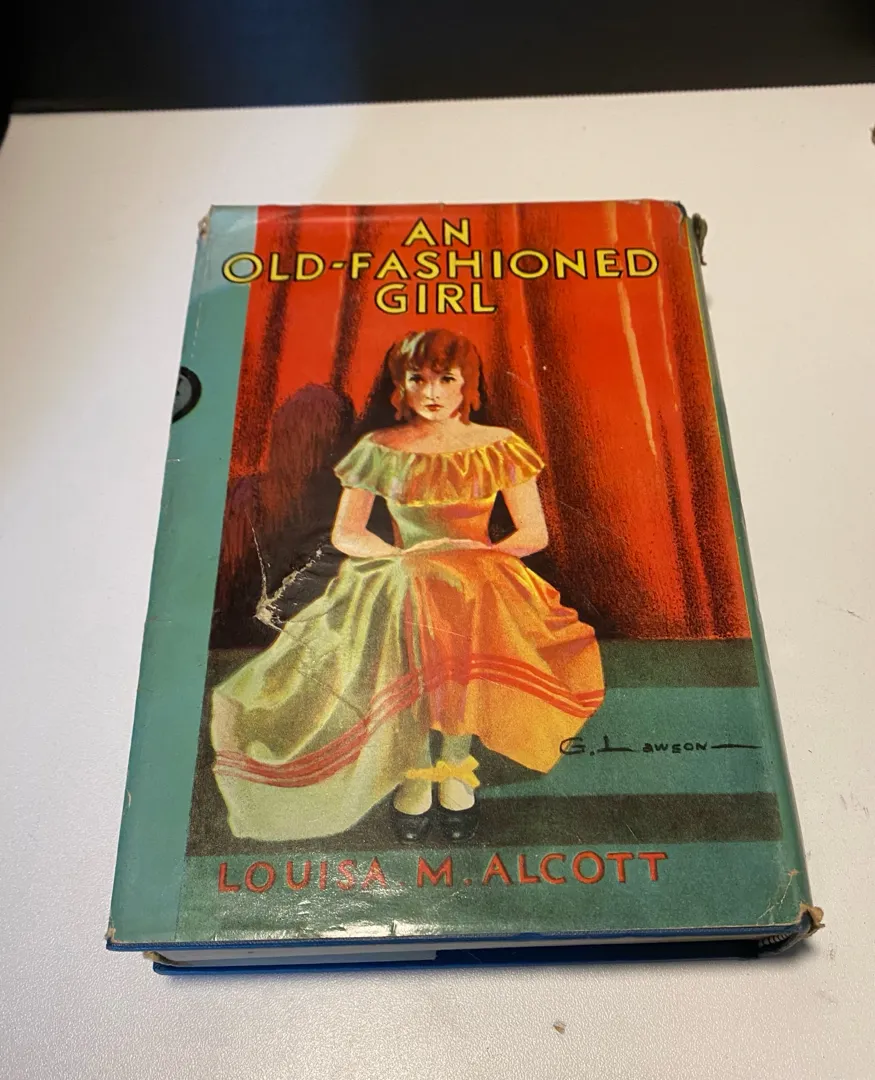 AN
OLD-FASHIONED
GIRL
G. LAWSON
LOUISA M. ALCOTT